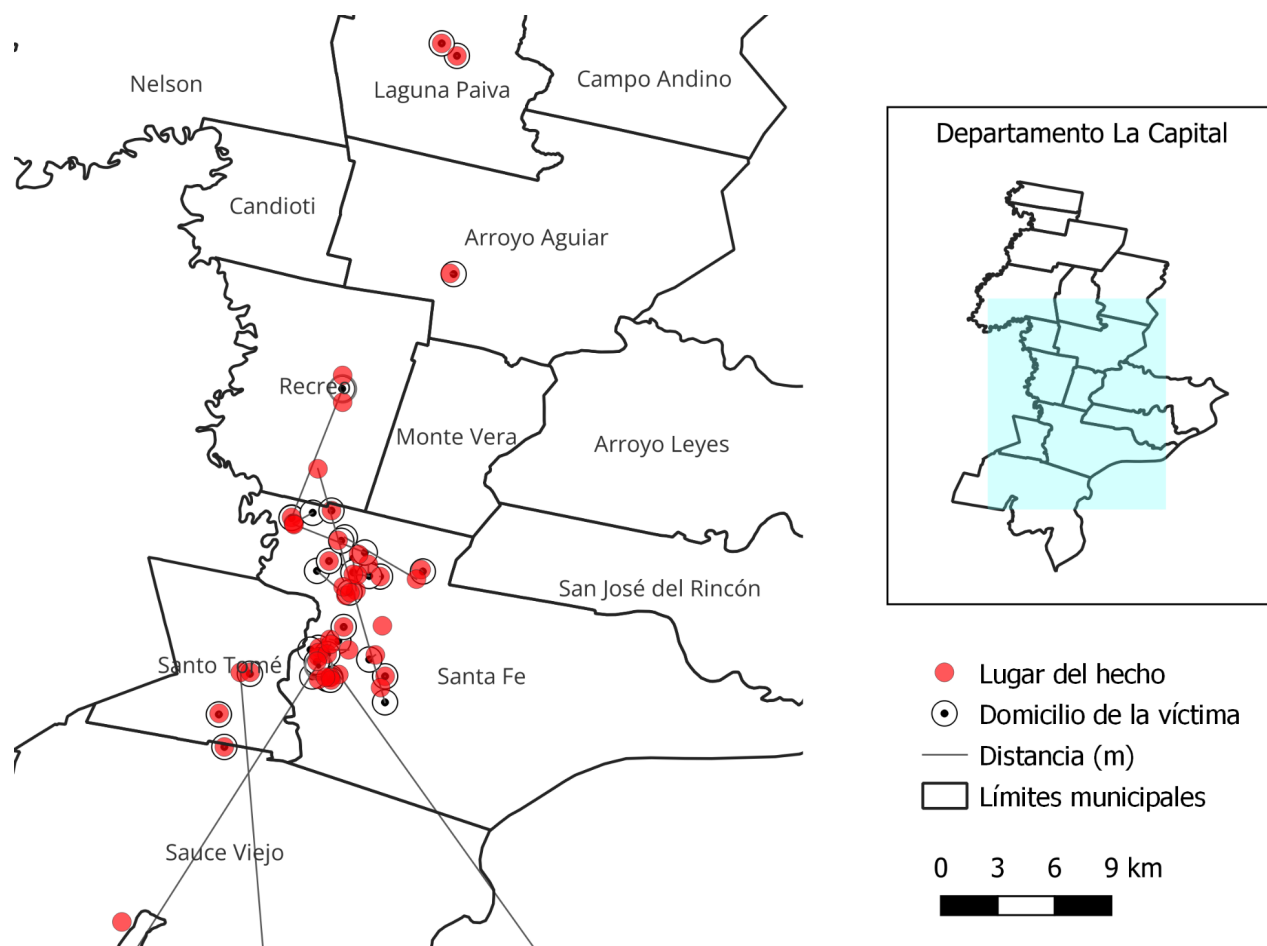 Nelson
Laguna Paiva
Campo Andino
Candioti
Arroyo Aguiar
Recreo
Monte Vera
Arroyo Leyes
San José del Rincón
Santo Tomé
Santa Fe
Sauce Viejo
Departamento La Capital
Lugar del hecho
Domicilio de la víctima
Distancia (m)
Límites municipales
0 3 6 9 km